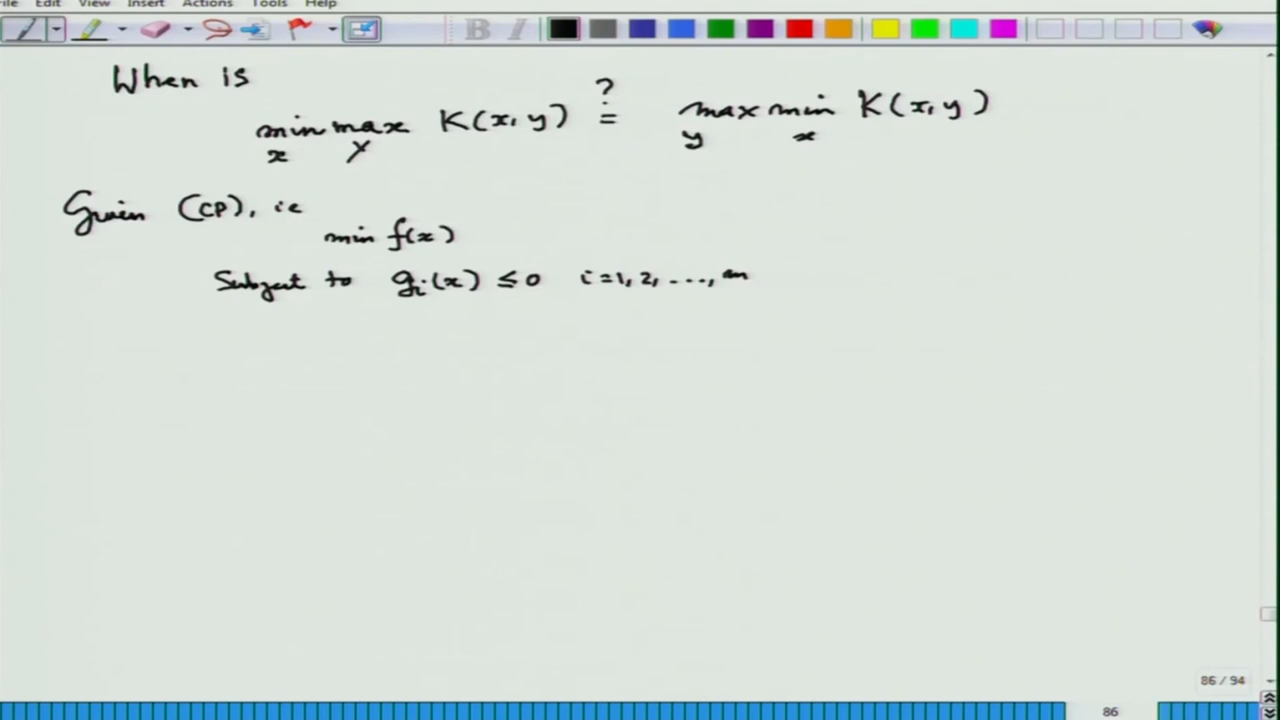 File Edit View Insert Actions Tools Help
B I
When is
min max K(x, y) ?= max min K(x, y)
x y y x
Given (CP), ie
min f(x)
Subject to gi(x) ≤ 0 i = 1, 2, ..., m
86 / 94
86